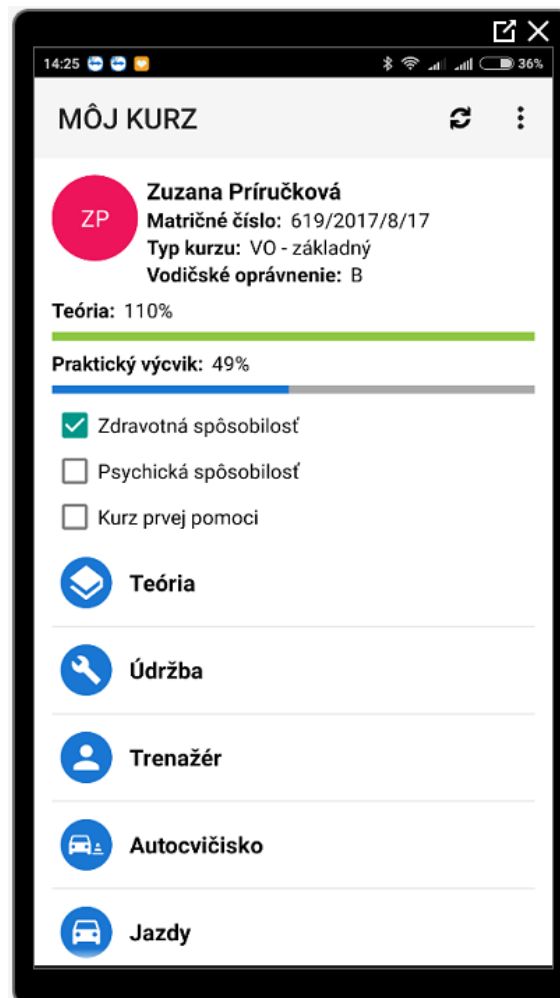 14:25 36%
MÔJ KURZ
ZP
Zuzana Príručková
Matričné číslo: 619/2017/8/17
Typ kurzu: VO - základný
Vodičské oprávnenie: B
Teória: 110%
Praktický výcvik: 49%
Zdravotná spôsobilosť
Psychická spôsobilosť
Kurz prvej pomoci
Teória
Údržba
Trenažér
Autocvičisko
Jazdy